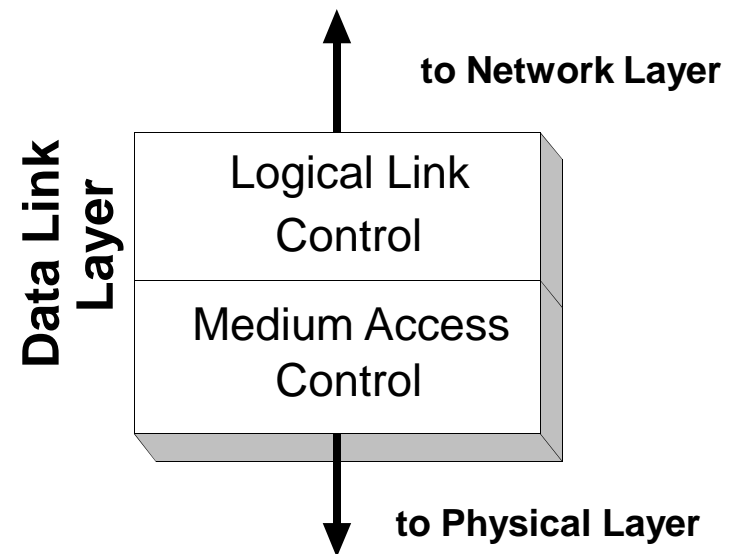 to Network Layer
Data Link
Layer
Logical Link
Control
Medium Access
Control
to Physical Layer